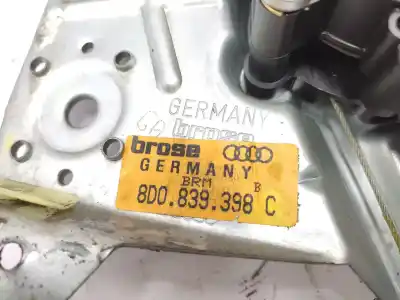 GERMANY
brose
brose
GERMANY
BRM B
8D0.839.398 C